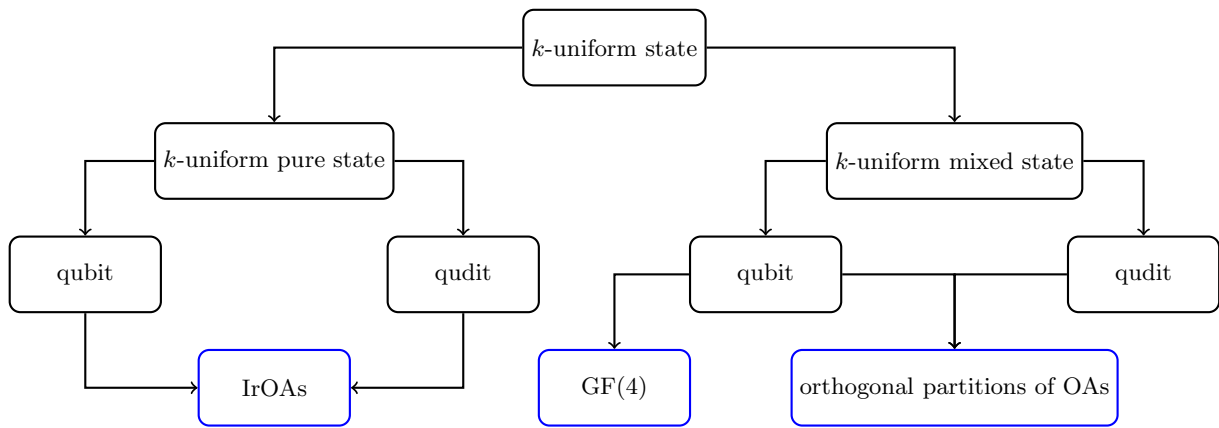 k-uniform state
k-uniform pure state
k-uniform mixed state
qubit
qudit
qubit
qudit
IrOAs
GF(4)
orthogonal partitions of OAs